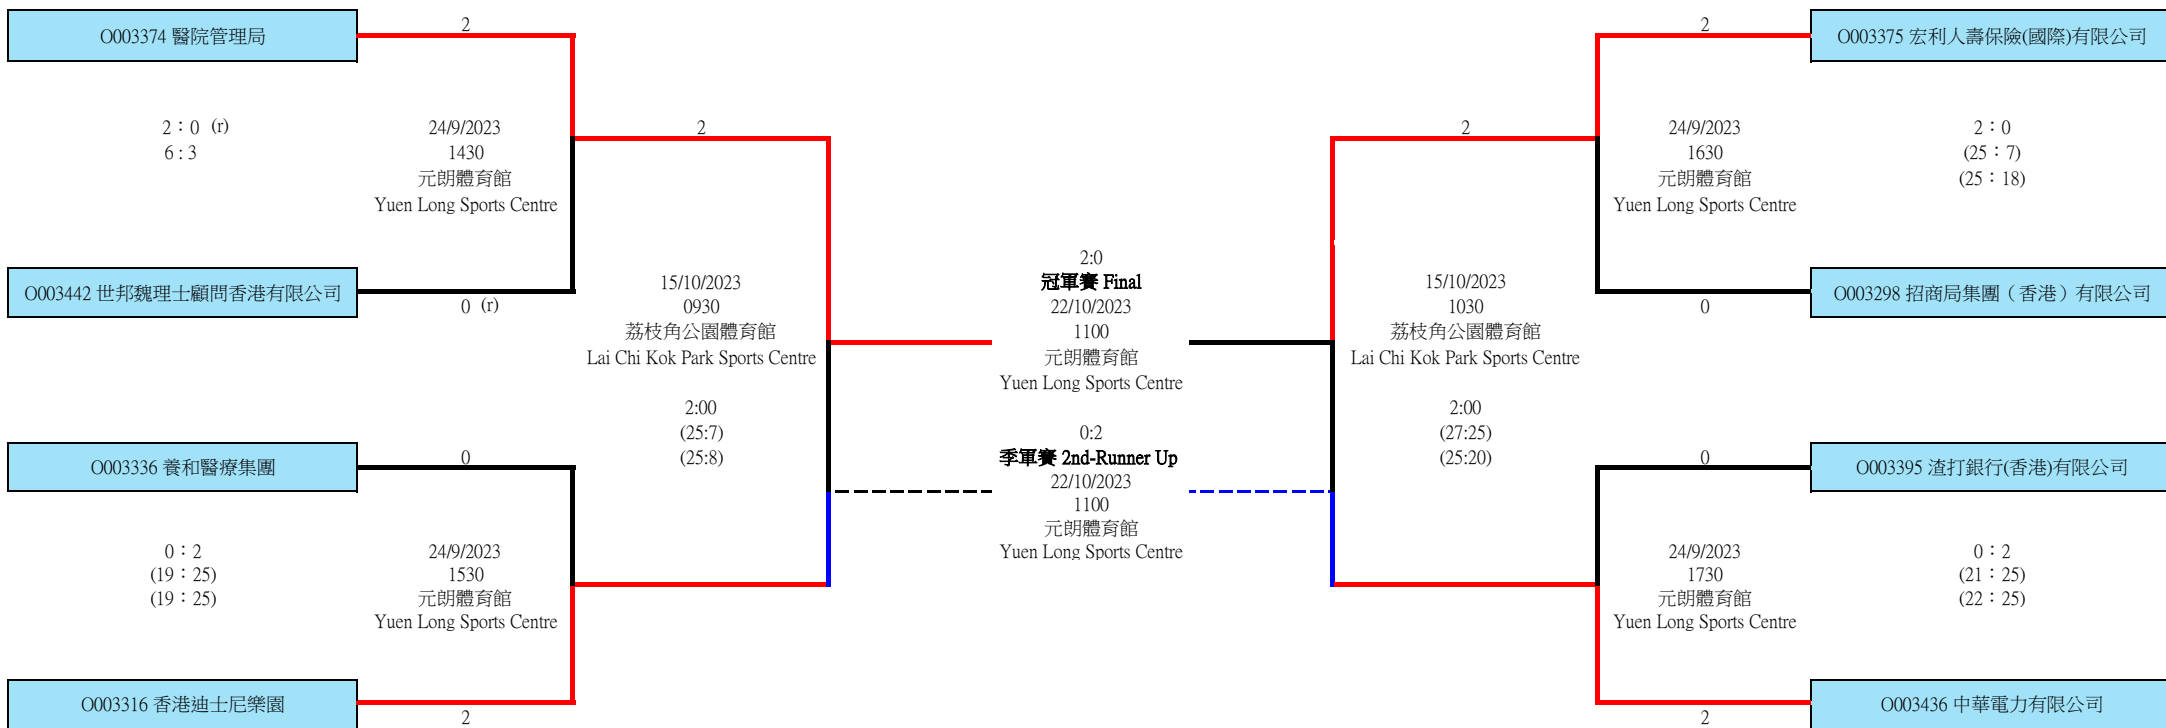 O003374 醫院管理局
2
2：0 (r)
6 : 3
24/9/2023
1430
元朗體育館
Yuen Long Sports Centre
O003442 世邦魏理士顧問香港有限公司
0 (r)
2
15/10/2023
0930
荔枝角公園體育館
Lai Chi Kok Park Sports Centre
2:00
(25:7)
(25:8)
O003336 養和醫療集團
0
0：2
(19：25)
(19：25)
24/9/2023
1530
元朗體育館
Yuen Long Sports Centre
O003316 香港迪士尼樂園
2
2:0
冠軍賽 Final
22/10/2023
1100
元朗體育館
Yuen Long Sports Centre
0:2
季軍賽 2nd-Runner Up
22/10/2023
1100
元朗體育館
Yuen Long Sports Centre
2
15/10/2023
1030
荔枝角公園體育館
Lai Chi Kok Park Sports Centre
2:00
(27:25)
(25:20)
2
O003375 宏利人壽保險(國際)有限公司
24/9/2023
1630
元朗體育館
Yuen Long Sports Centre
2：0
(25：7)
(25：18)
0
O003298 招商局集團（香港）有限公司
0
O003395 渣打銀行(香港)有限公司
24/9/2023
1730
元朗體育館
Yuen Long Sports Centre
0：2
(21：25)
(22：25)
2
O003436 中華電力有限公司